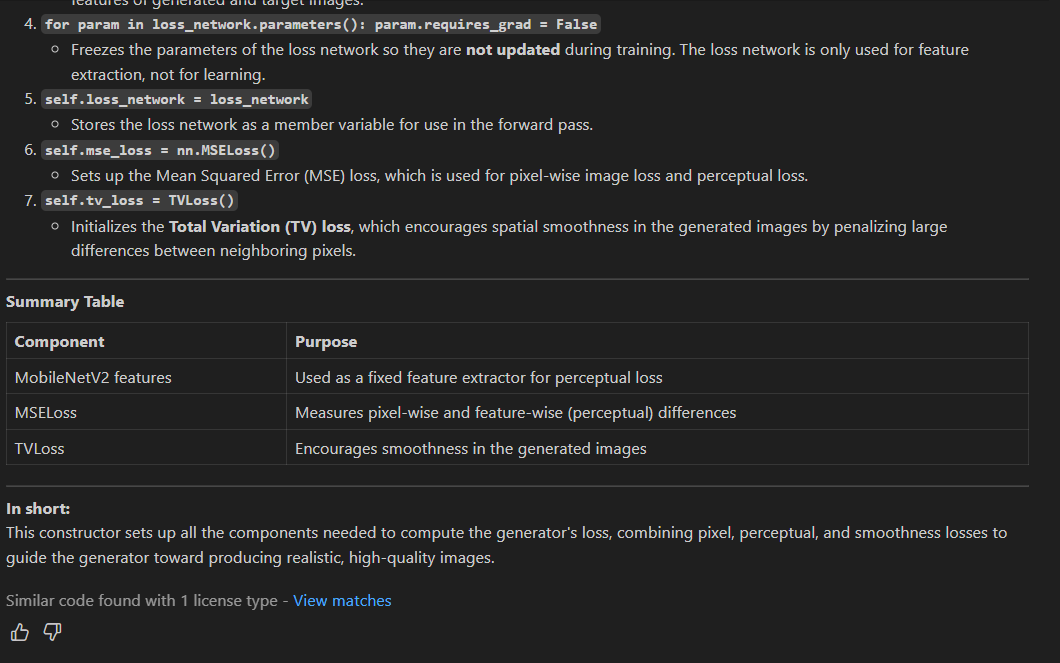 features of generated and target images.
4. for param in loss_network.parameters(): param.requires_grad = False
Freezes the parameters of the loss network so they are not updated during training. The loss network is only used for feature
extraction, not for learning.
5. self.loss_network = loss_network
Stores the loss network as a member variable for use in the forward pass.
6. self.mse_loss = nn.MSELoss()
Sets up the Mean Squared Error (MSE) loss, which is used for pixel-wise image loss and perceptual loss.
7. self.tv_loss = TVLoss()
Initializes the Total Variation (TV) loss, which encourages spatial smoothness in the generated images by penalizing large
differences between neighboring pixels.
Summary Table
Component Purpose
MobileNetV2 features Used as a fixed feature extractor for perceptual loss
MSELoss Measures pixel-wise and feature-wise (perceptual) differences
TVLoss Encourages smoothness in the generated images
In short:
This constructor sets up all the components needed to compute the generator's loss, combining pixel, perceptual, and smoothness losses to
guide the generator toward producing realistic, high-quality images.
Similar code found with 1 license type - View matches